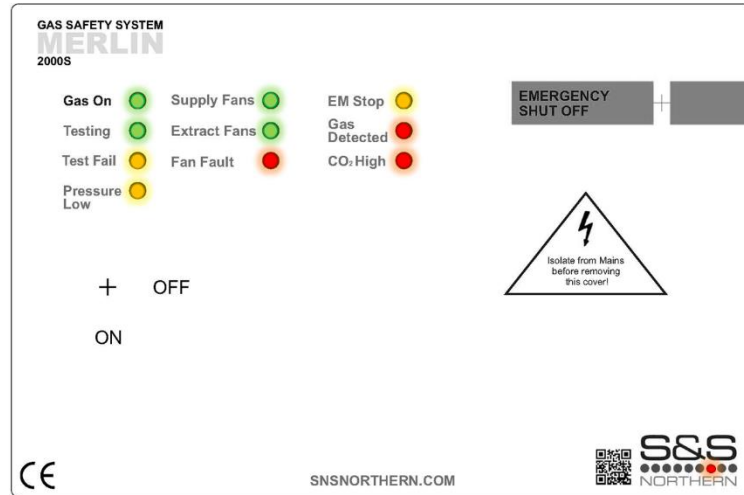 GAS SAFETY SYSTEM
MERLIN
2000S
Gas On
Supply Fans
EM Stop
Testing
Extract Fans
Gas
Detected
Test Fail
Fan Fault
CO₂ High
Pressure
Low
EMERGENCY
SHUT OFF
Isolate from Mains
before removing
this cover!
+ OFF
ON
CE
SNSNORTHERN.COM
S&S
NORTHERN